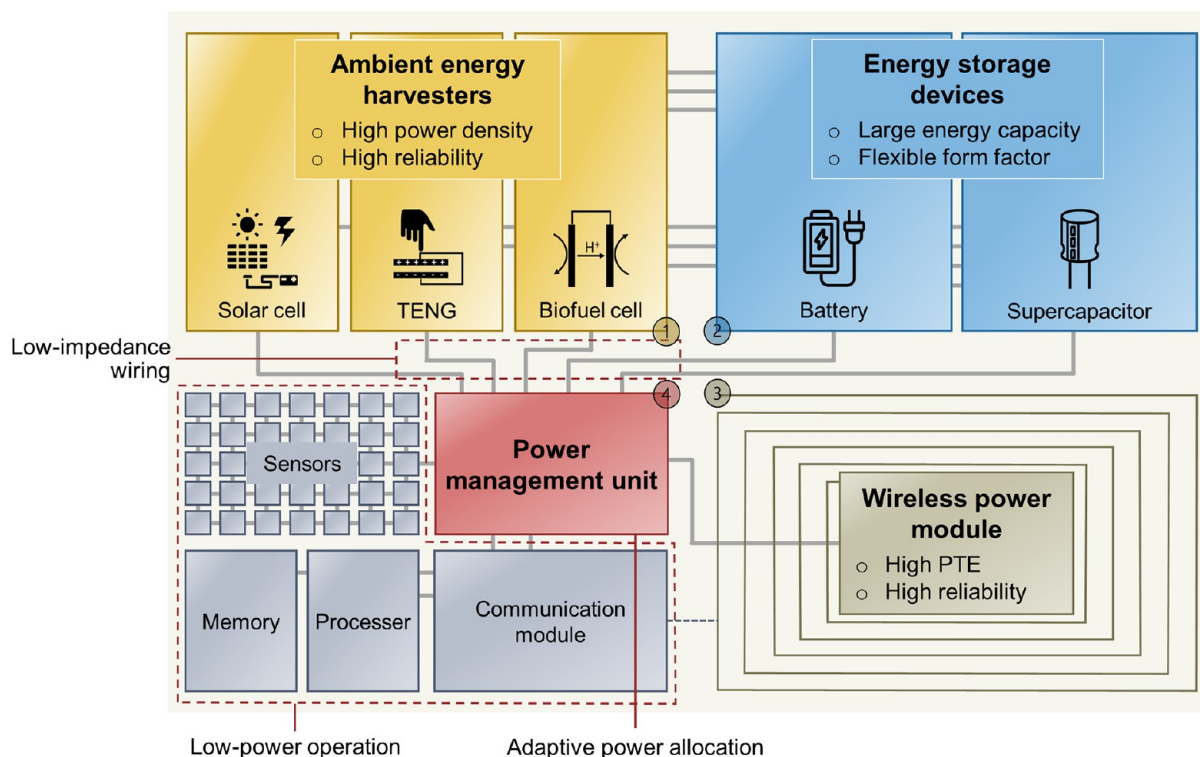 Ambient energy
harvesters
○ High power density
○ High reliability
Energy storage
devices
○ Large energy capacity
○ Flexible form factor
H⁺
Solar cell
TENG
Biofuel cell
Battery
Supercapacitor
1
2
Low-impedance
wiring
4
3
Sensors
Power
management unit
Wireless power
module
○ High PTE
○ High reliability
Memory
Processer
Communication
module
Low-power operation
Adaptive power allocation